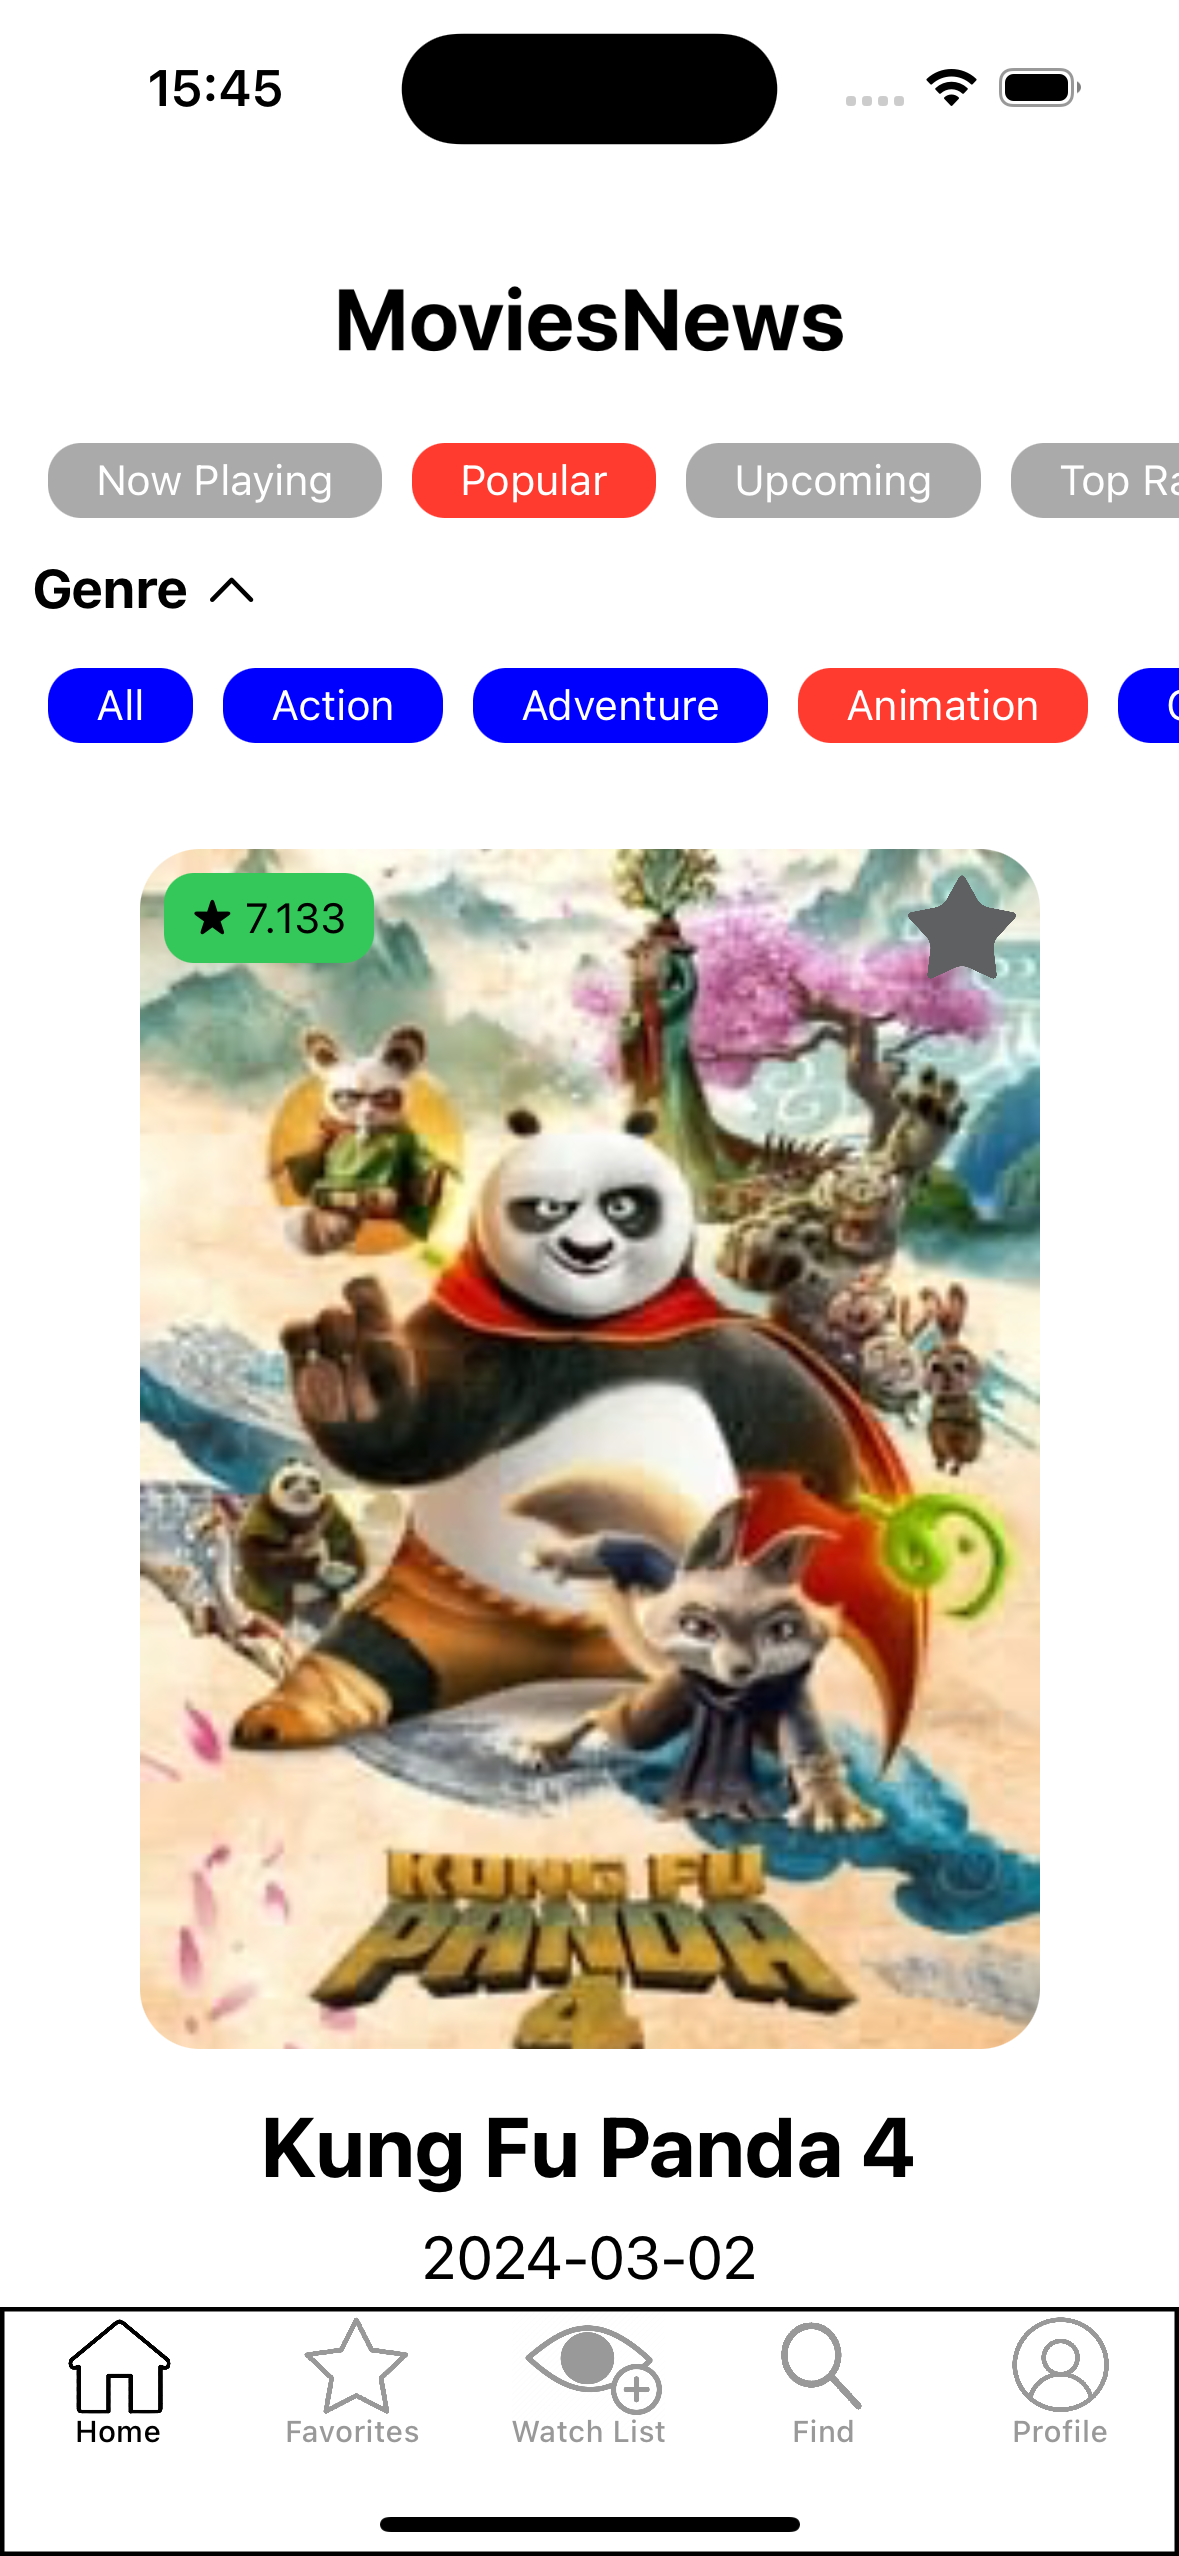 15:45
MoviesNews
Now Playing Popular Upcoming Top Ra
Genre
All Action Adventure Animation
7.133
KUNG FU
PANDA
4
Kung Fu Panda 4
2024-03-02
Home Favorites Watch List Find Profile